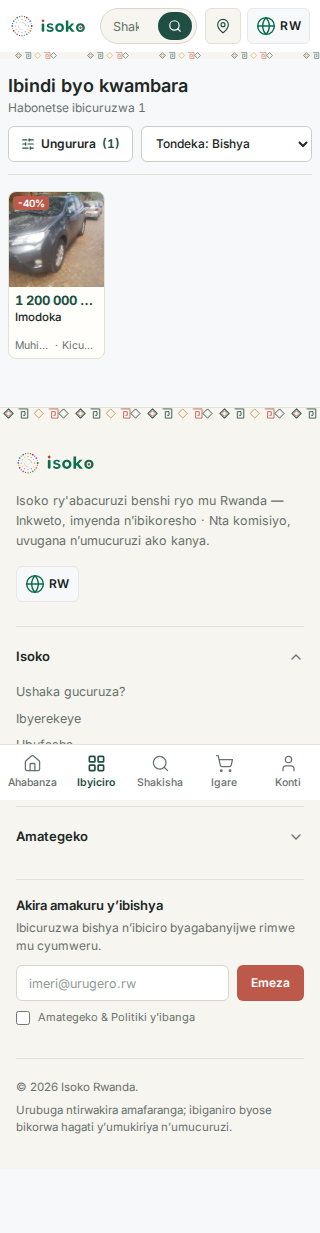 isoko
Shak
RW
Ibindi byo kwambara
Habonetse ibicuruzwa 1
Ungurura (1)
Tondeka: Bishya
-40%
1 200 000 ...
Imodoka
Muhi... · Kicu...
isoko
Isoko ry'abacuruzi benshi ryo mu Rwanda —
Inkweto, imyenda n'ibikoresho · Nta komisiyo,
uvugana n'umucuruzi ako kanya.
RW
Isoko
Ushaka gucuruza?
Ibyerekeye
Ubufasha
Ahabanza
Ibyiciro
Shakisha
Igare
Konti
Amategeko
Akira amakuru y’ibishya
Ibicuruzwa bishya n’ibiciro byagabanyijwe rimwe
mu cyumweru.
imeri@urugero.rw
Emeza
Amategeko & Politiki y'ibanga
© 2026 Isoko Rwanda.
Urubuga ntirwakira amafaranga; ibiganiro byose
bikorwa hagati y’umukiriya n’umucuruzi.